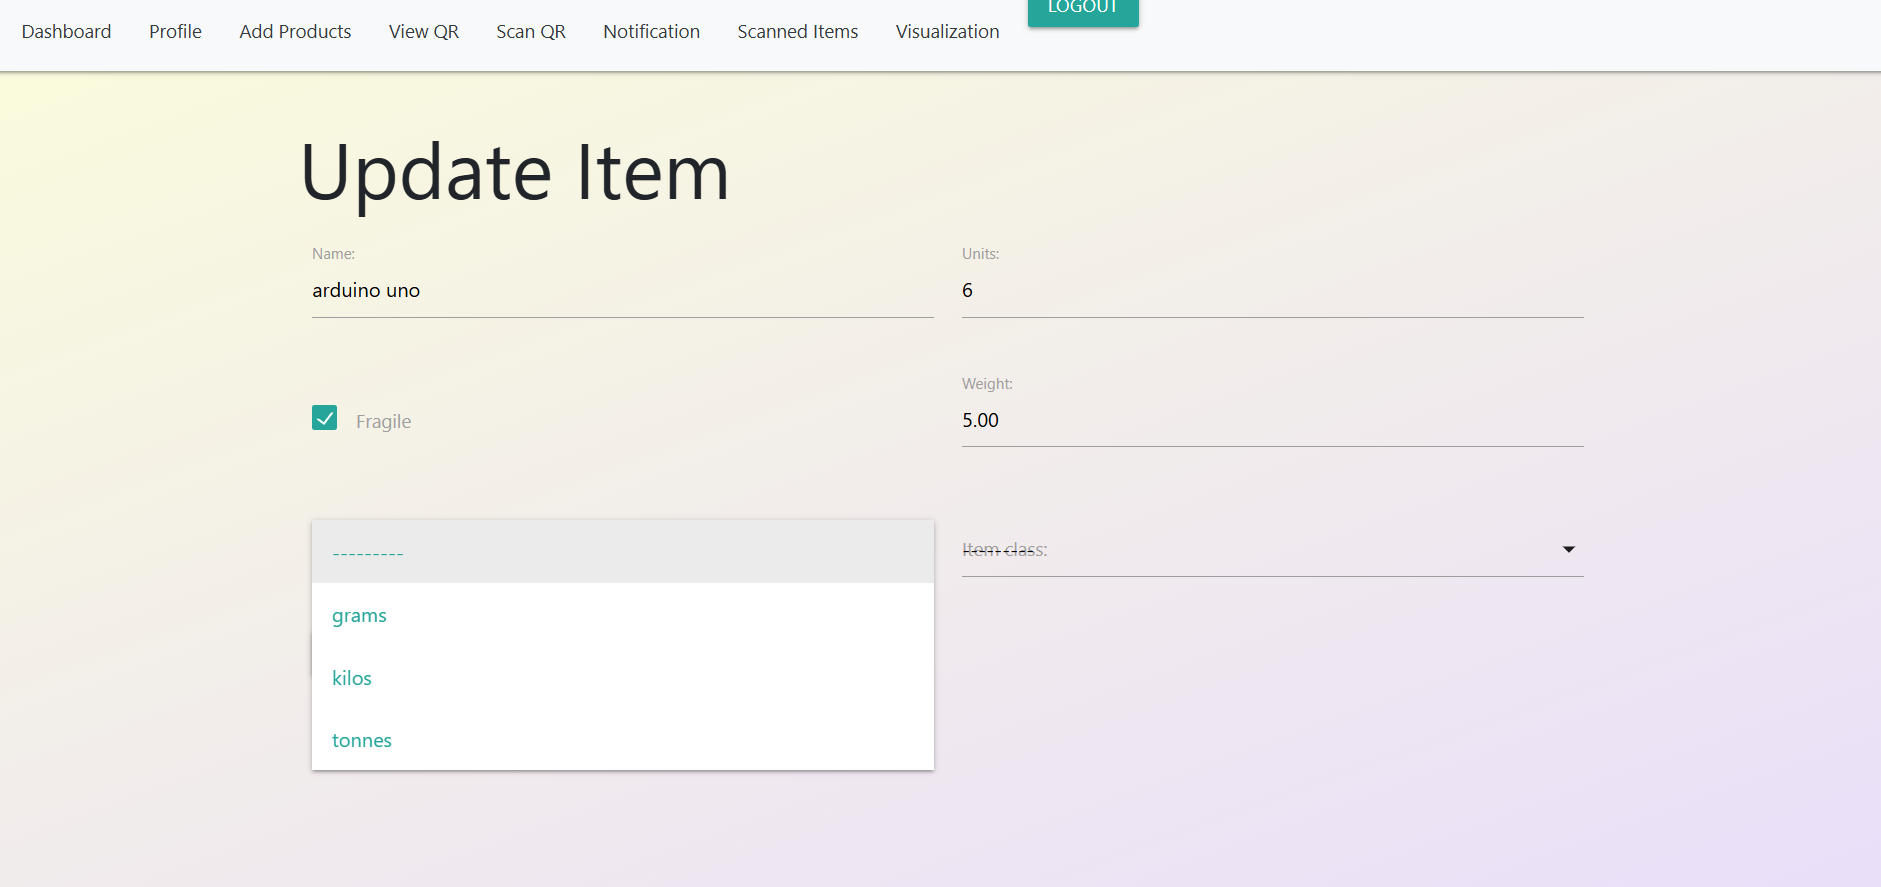 LOGOUT
Dashboard Profile Add Products View QR Scan QR Notification Scanned Items Visualization
Update Item
Name: Units:
arduino uno 6
Weight:
Fragile 5.00
--------- Item class: ---------
grams
kilos
tonnes